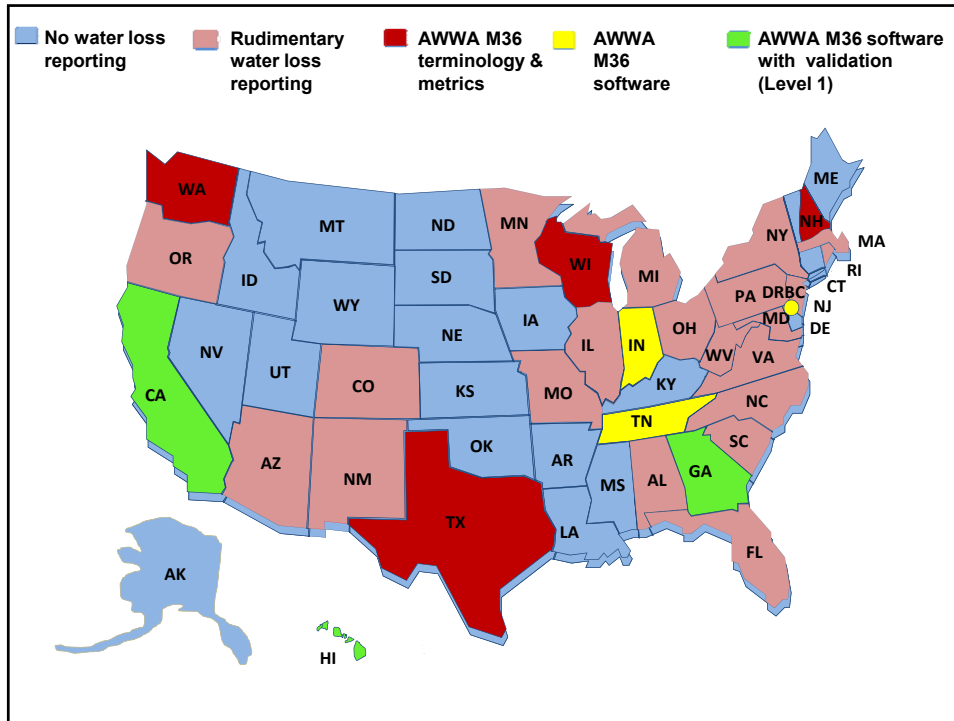 No water loss
reporting
Rudimentary
water loss
reporting
AWWA M36
terminology &
metrics
AWWA
M36
software
AWWA M36 software
with validation
(Level 1)
WA
MT
ND
MN
ME
NH
NY
MA
OR
ID
SD
WI
MI
RI
CT
WY
PA
DRBC
NJ
IA
MD
DE
NE
NV
UT
IL
IN
OH
WV
VA
CA
CO
KS
MO
KY
NC
TN
AZ
NM
OK
AR
SC
MS
AL
GA
TX
LA
FL
AK
HI